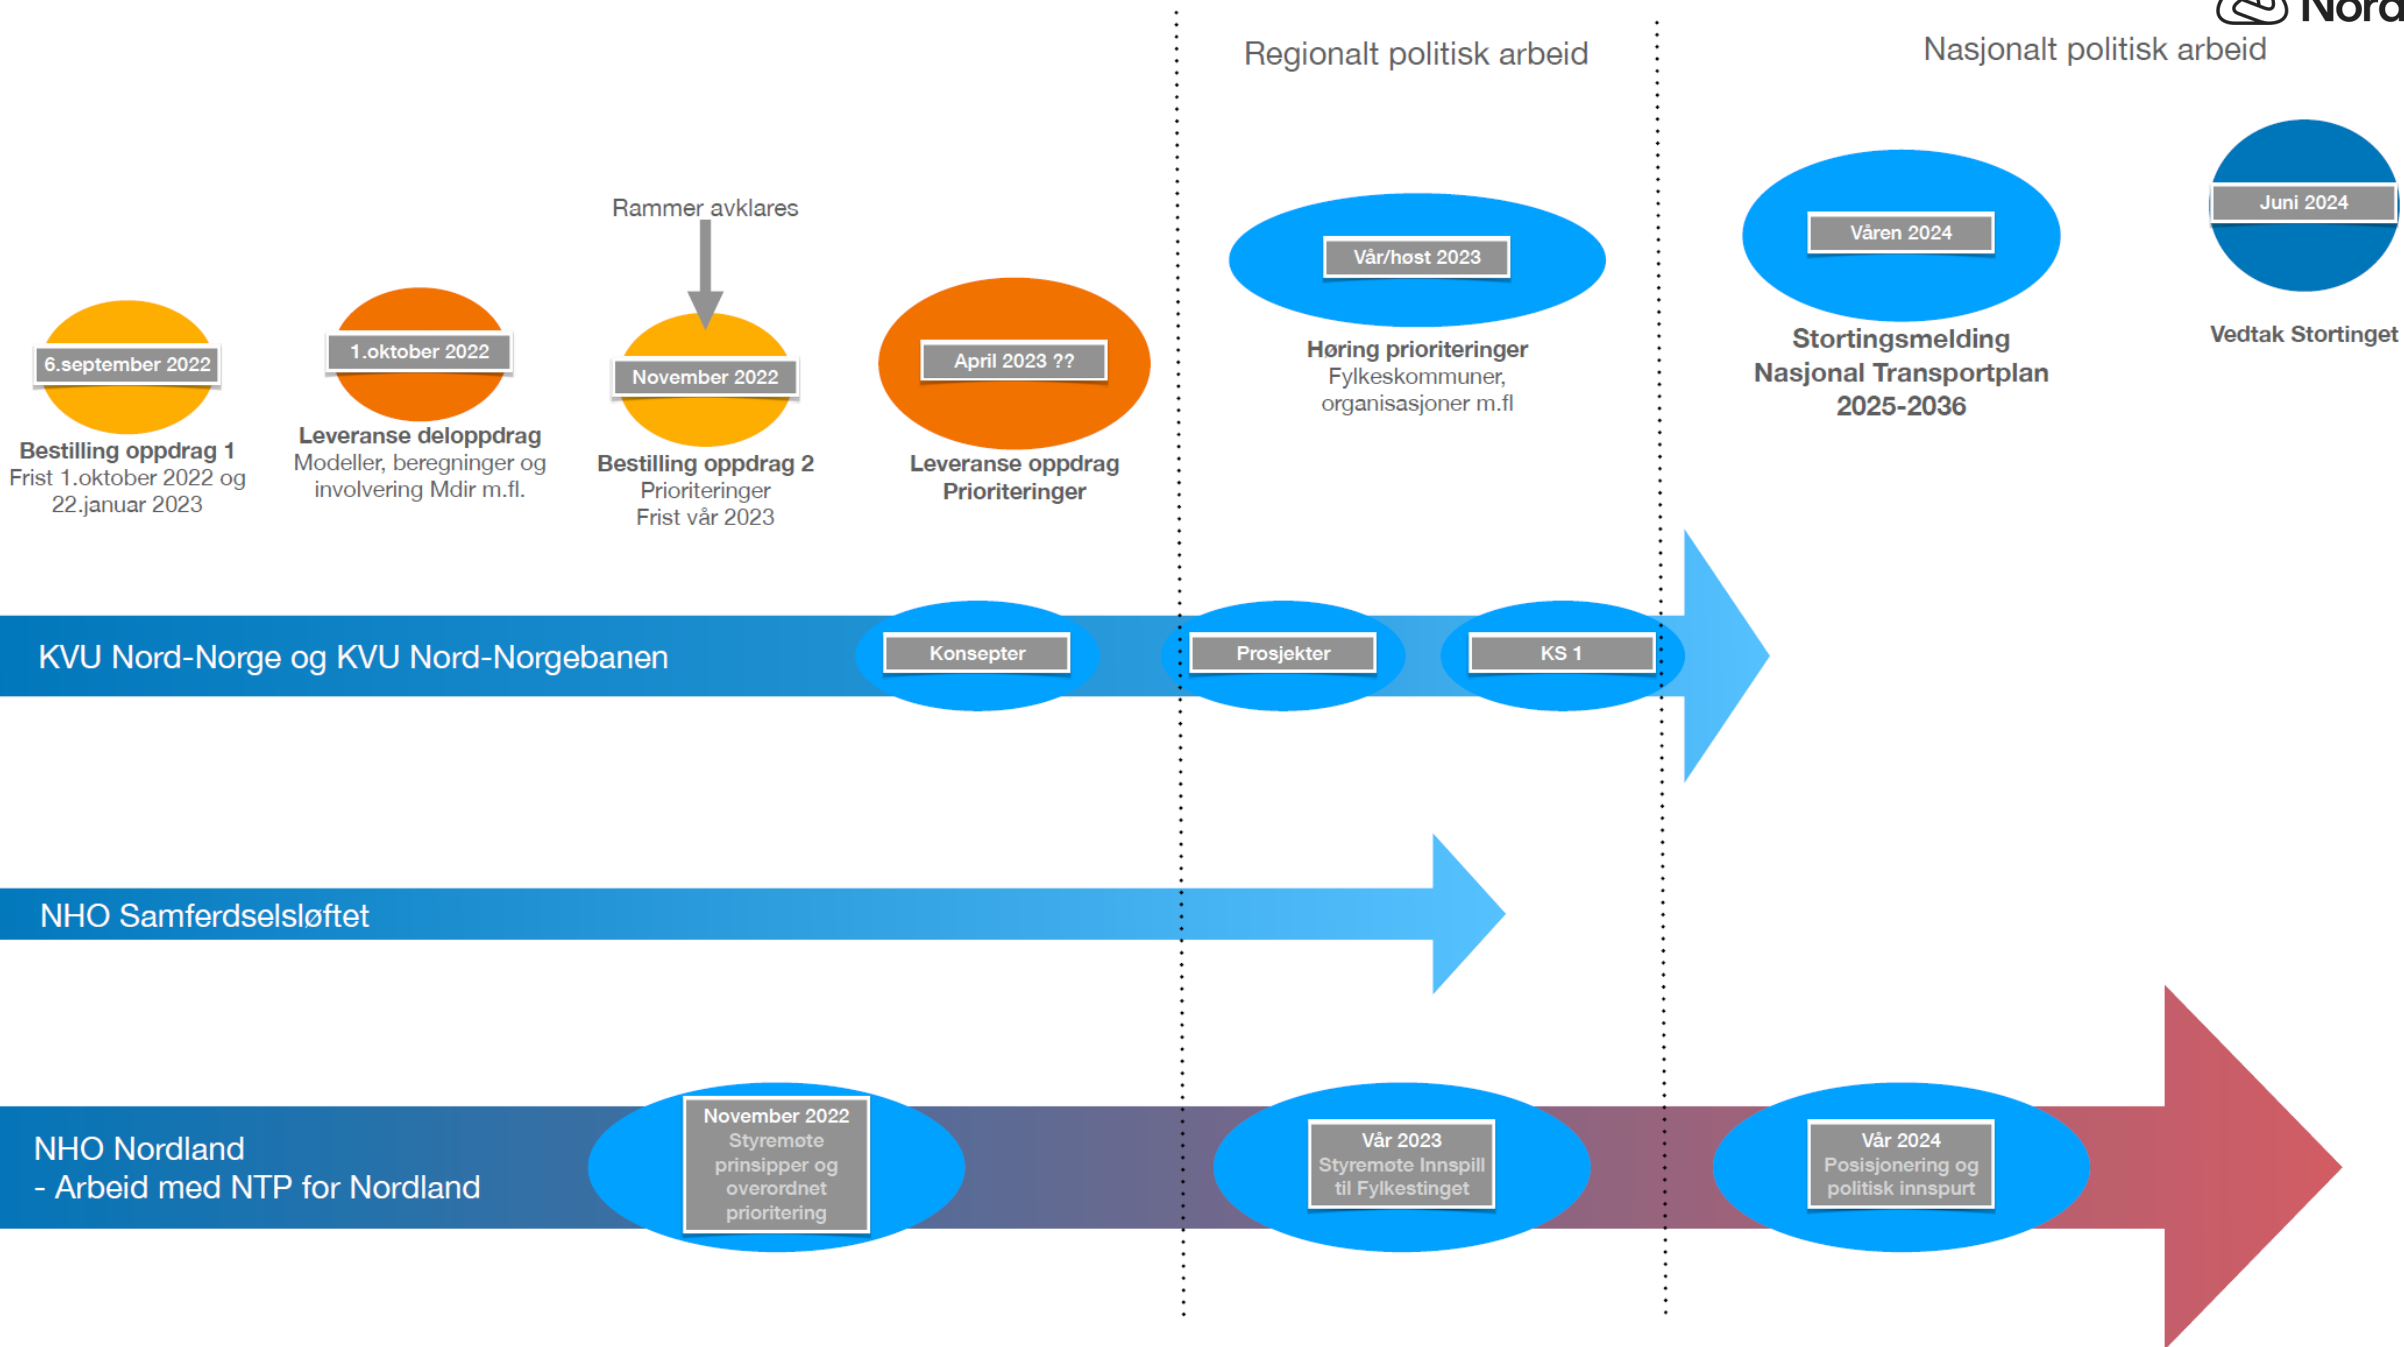 Nord
Regionalt politisk arbeid
Nasjonalt politisk arbeid
Rammer avklares
6.september 2022
Bestilling oppdrag 1
Frist 1.oktober 2022 og
22.januar 2023
1.oktober 2022
Leveranse deloppdrag
Modeller, beregninger og
involvering Mdir m.fl.
November 2022
Bestilling oppdrag 2
Prioriteringer
Frist vår 2023
April 2023 ??
Leveranse oppdrag
Prioriteringer
Vår/høst 2023
Høring prioriteringer
Fylkeskommuner,
organisasjoner m.fl
Våren 2024
Stortingsmelding
Nasjonal Transportplan
2025-2036
Juni 2024
Vedtak Stortinget
KVU Nord-Norge og KVU Nord-Norgebanen
Konsepter
Prosjekter
KS 1
NHO Samferdselsløftet
NHO Nordland
- Arbeid med NTP for Nordland
November 2022
Styremøte
prinsipper og
overordnet
prioritering
Vår 2023
Styremøte Innspill
til Fylkestinget
Vår 2024
Posisjonering og
politisk innspurt